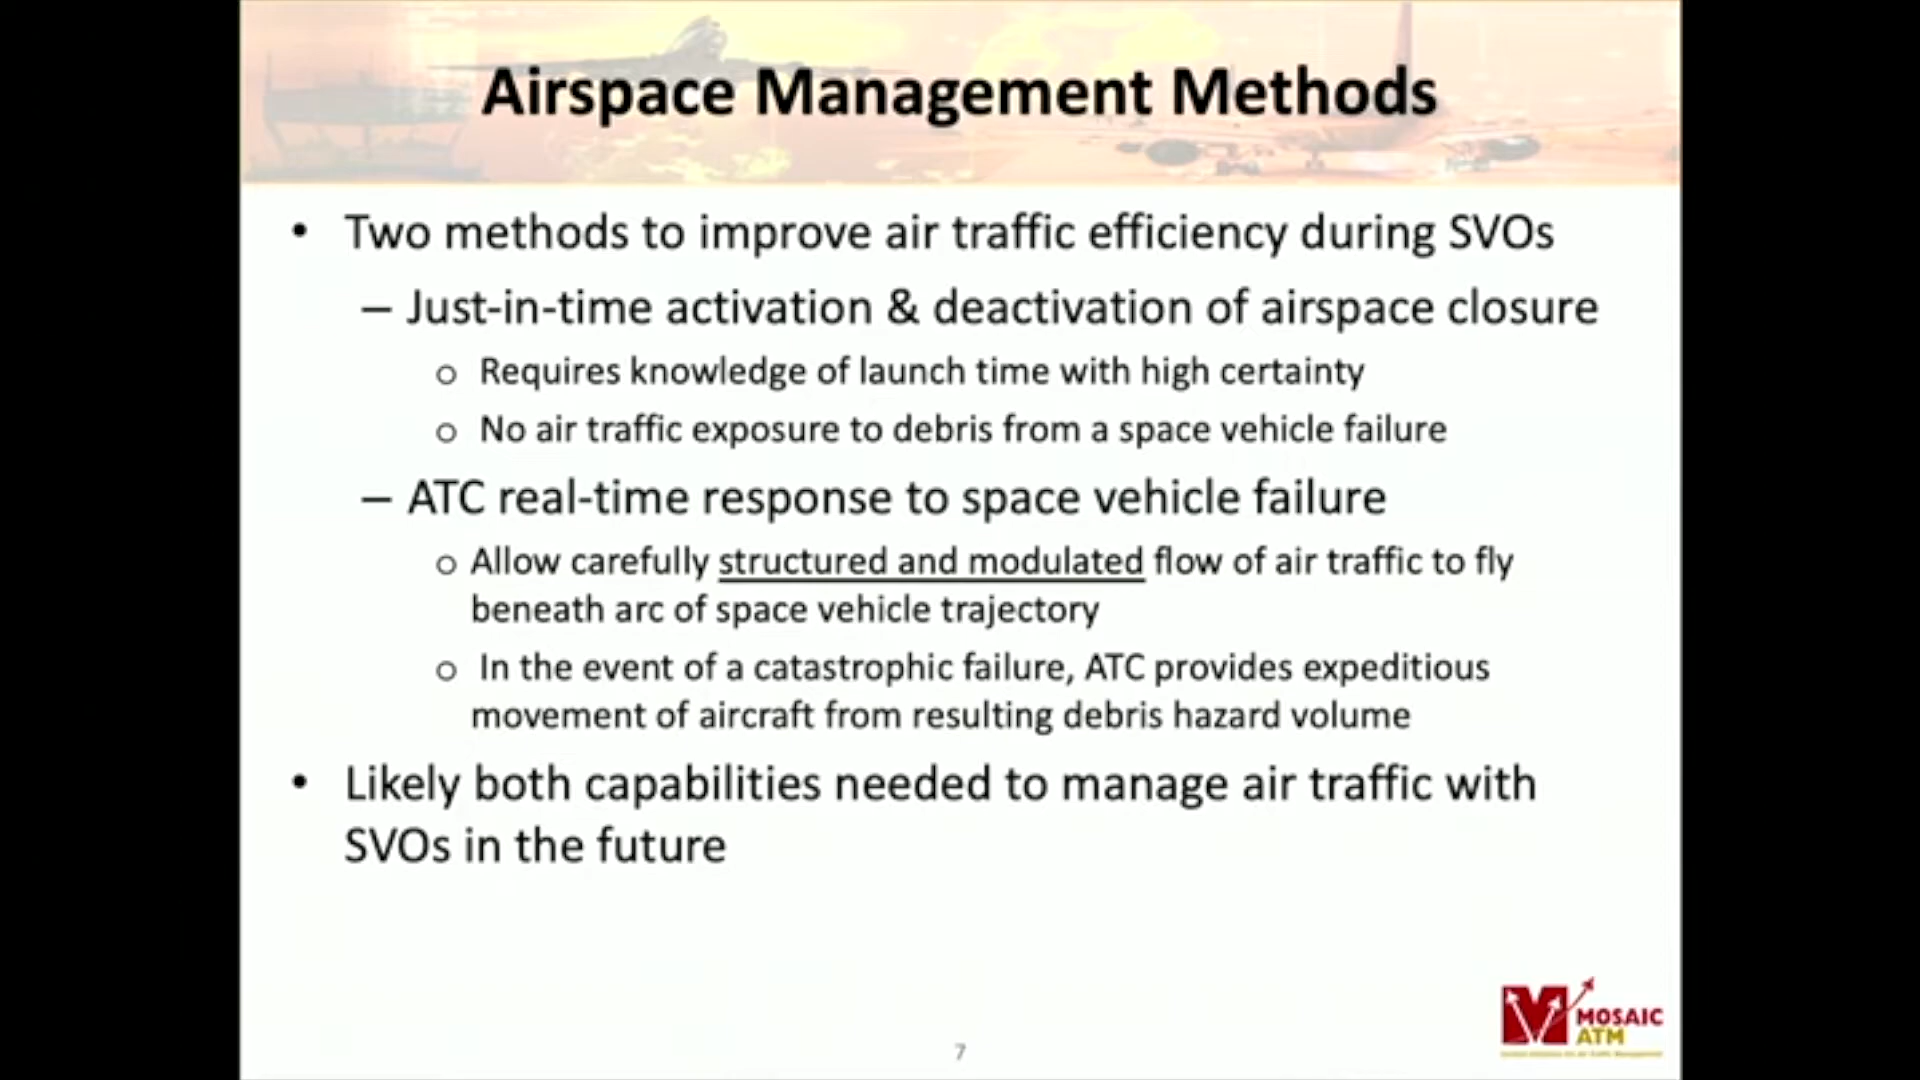 Airspace Management Methods
• Two methods to improve air traffic efficiency during SVOs
– Just-in-time activation & deactivation of airspace closure
o Requires knowledge of launch time with high certainty
o No air traffic exposure to debris from a space vehicle failure
– ATC real-time response to space vehicle failure
o Allow carefully structured and modulated flow of air traffic to fly
beneath arc of space vehicle trajectory
o In the event of a catastrophic failure, ATC provides expeditious
movement of aircraft from resulting debris hazard volume
• Likely both capabilities needed to manage air traffic with
SVOs in the future
MOSAIC
ATM
7